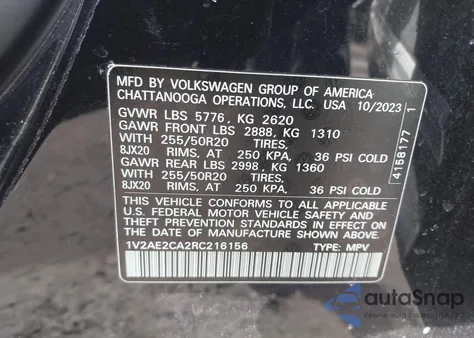 MFD BY VOLKSWAGEN GROUP OF AMERICA
CHATTANOOGA OPERATIONS, LLC. USA 10/2023
GVWR LBS 5776, KG 2620
GAWR FRONT LBS 2888, KG 1310
WITH 255/50R20 TIRES,
8JX20 RIMS, AT 250 KPA, 36 PSI COLD
GAWR REAR LBS 2998, KG 1360
WITH 255/50R20 TIRES,
8JX20 RIMS, AT 250 KPA, 36 PSI COLD
THIS VEHICLE CONFORMS TO ALL APPLICABLE
U.S. FEDERAL MOTOR VEHICLE SAFETY AND
THEFT PREVENTION STANDARDS IN EFFECT ON
THE DATE OF MANUFACTURE SHOWN ABOVE.
1V2AE2CA2RC216156 TYPE: MPV
4168177 1
autoSnap